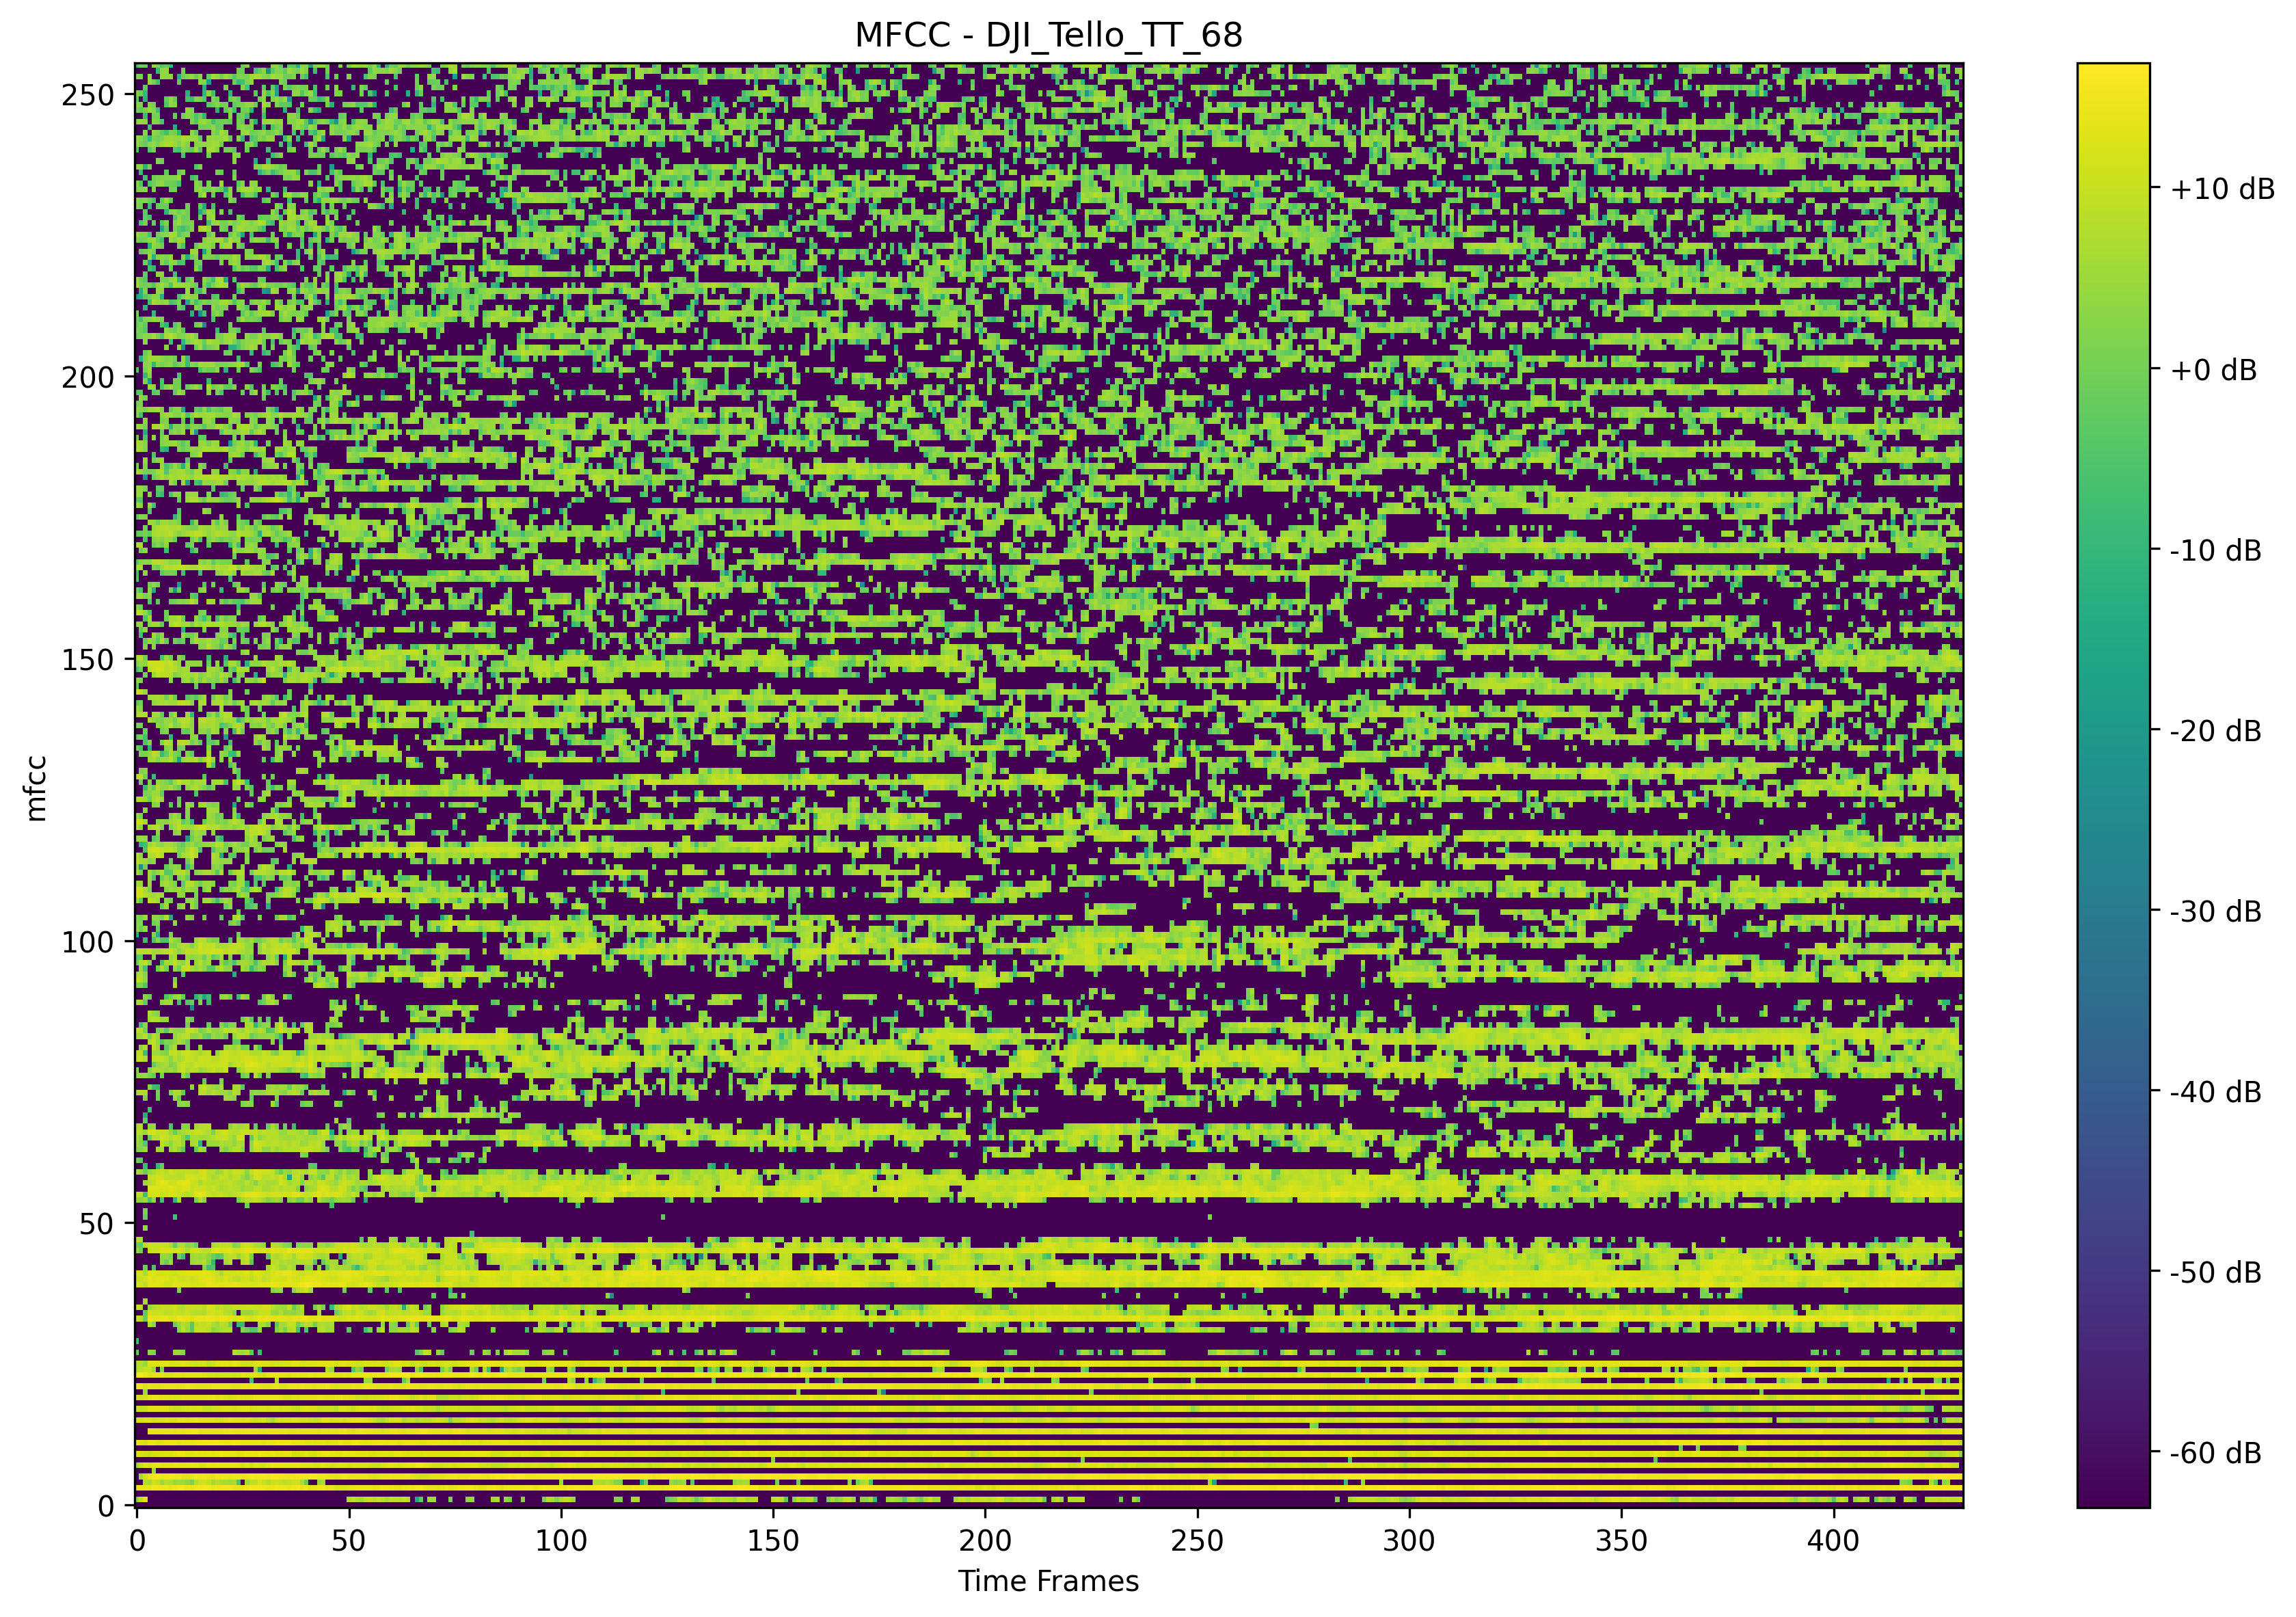 MFCC - DJI_Tello_TT_68
250
200
150
100
50
0
mfcc
0 50 100 150 200 250 300 350 400
Time Frames
+10 dB
+0 dB
-10 dB
-20 dB
-30 dB
-40 dB
-50 dB
-60 dB